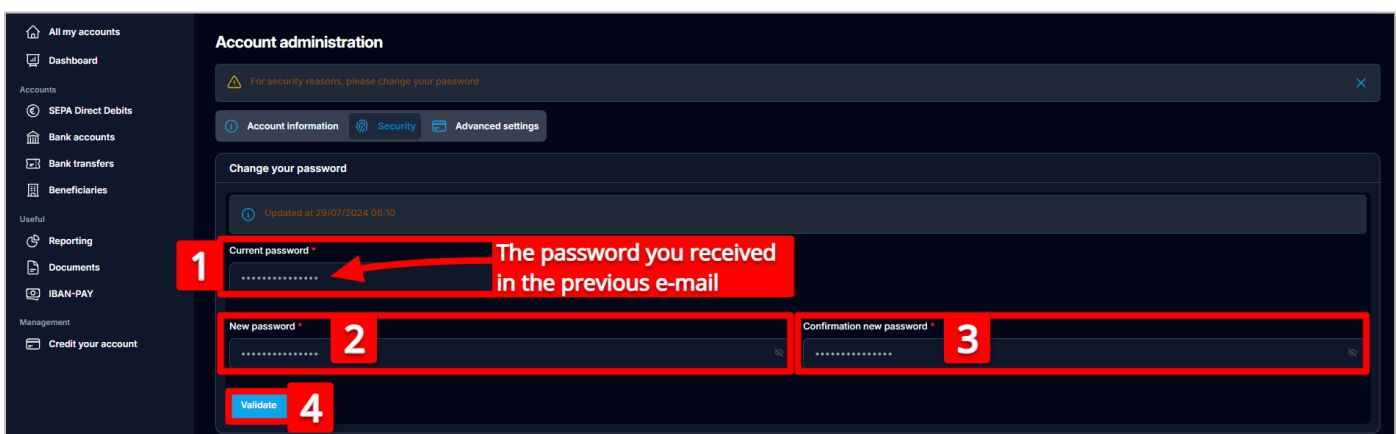 All my accounts
Dashboard
Accounts
SEPA Direct Debits
Bank accounts
Bank transfers
Beneficiaries
Useful
Reporting
Documents
IBAN-PAY
Management
Credit your account
Account administration
For security reasons, please change your password
Account information
Security
Advanced settings
Change your password
Updated at 29/07/2024 06:10
1
Current password *
The password you received
in the previous e-mail
New password *
2
Confirmation new password *
3
Validate
4